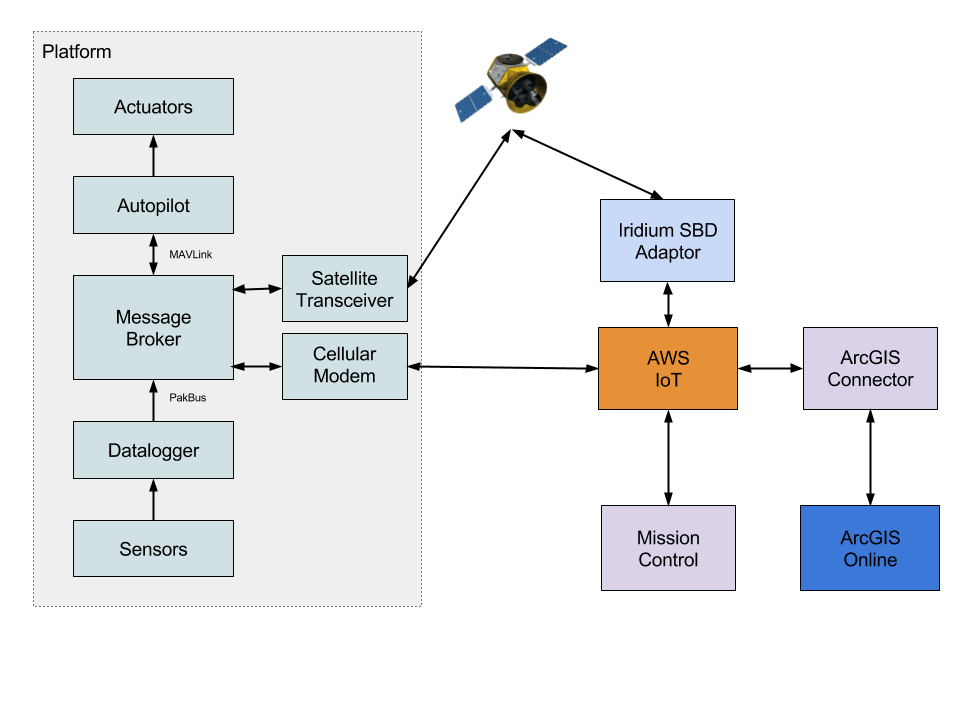 Platform
Actuators
Autopilot
MAVLink
Message
Broker
Satellite
Transceiver
Cellular
Modem
PakBus
Datalogger
Sensors
Iridium SBD
Adaptor
AWS
IoT
ArcGIS
Connector
Mission
Control
ArcGIS
Online